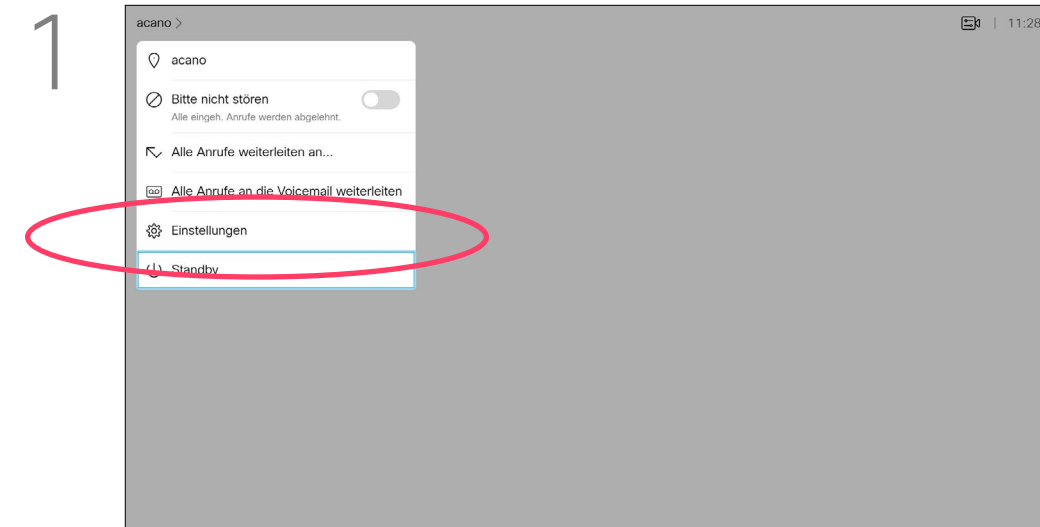 1
acano >
11:28
acano
Bitte nicht stören
Alle eingeh. Anrufe werden abgelehnt.
Alle Anrufe weiterleiten an...
Alle Anrufe an die Voicemail weiterleiten
Einstellungen
Standby